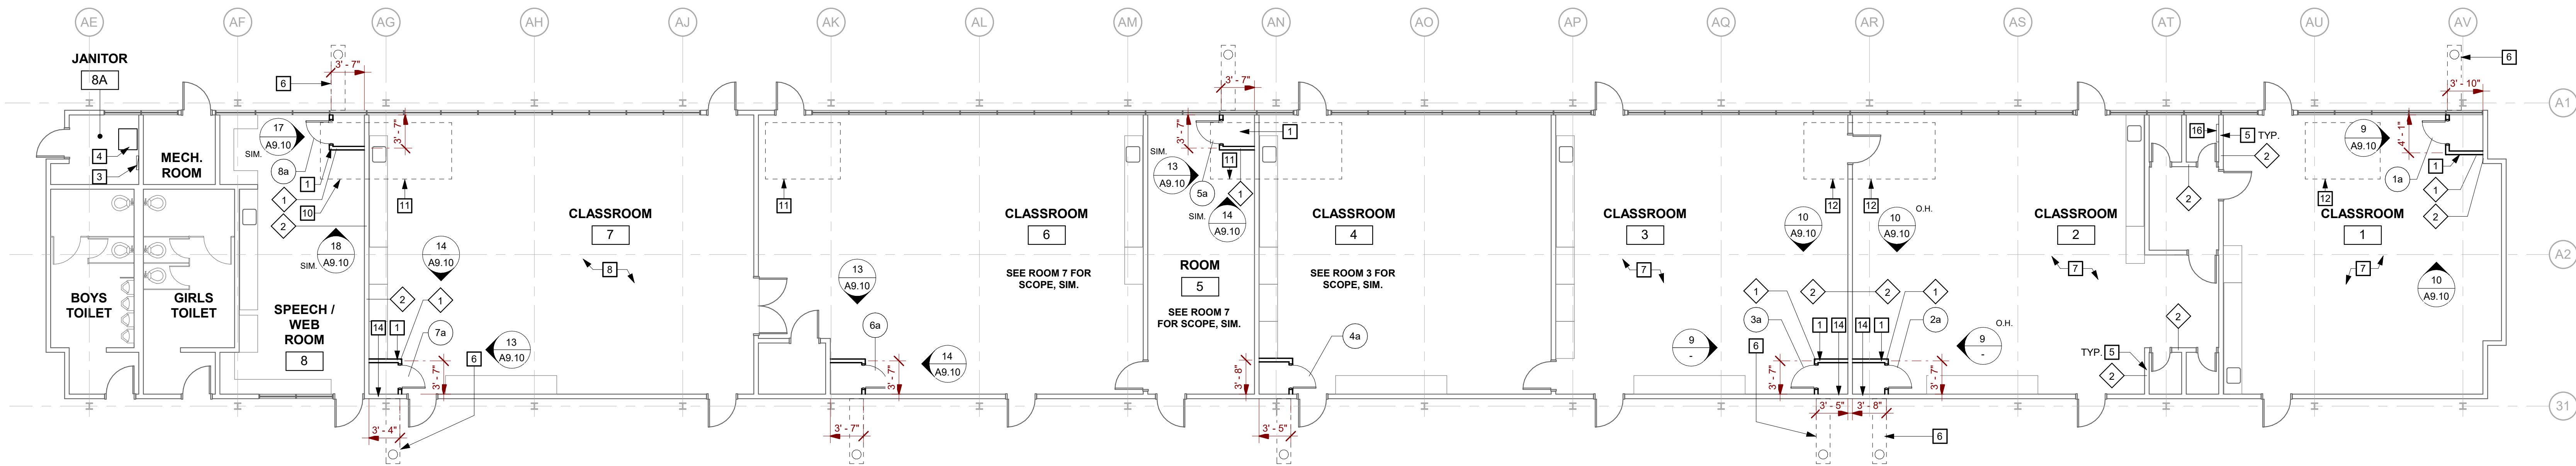 AE
AF
AG
AH
AJ
AK
AL
AM
AN
AO
AP
AQ
AR
AS
AT
AU
AV
JANITOR
8A
6
3' - 7"
3' - 7"
6
3' - 10"
A1
4
3
MECH.
ROOM
17
A9.10
SIM.
8a
1
1
10
2
18
A9.10
SIM.
3' - 7"
11
CLASSROOM
7
8
14
A9.10
11
CLASSROOM
6
SEE ROOM 7 FOR
SCOPE, SIM.
13
A9.10
SIM.
13
A9.10
3' - 7"
5a
11
1
1
SIM.
14
A9.10
ROOM
5
SEE ROOM 7
FOR SCOPE, SIM.
CLASSROOM
4
SEE ROOM 3 FOR
SCOPE, SIM.
CLASSROOM
3
7
12
12
10
A9.10
10
A9.10
O.H.
CLASSROOM
2
7
16
5
TYP.
2
2
12
CLASSROOM
1
7
9
A9.10
4' - 1"
1a
1
1
2
10
A9.10
A2
BOYS
TOILET
GIRLS
TOILET
SPEECH /
WEB
ROOM
8
2
1
14
1
7a
3' - 7"
13
A9.10
6
3' - 4"
6a
3' - 7"
14
A9.10
3' - 7"
3' - 8"
4a
3' - 5"
9
-
1
2
2
1
3a
2a
1
14
14
1
6
3' - 7"
3' - 7"
9
-
O.H.
3' - 5"
3' - 8"
6
2
TYP.
5
2
31